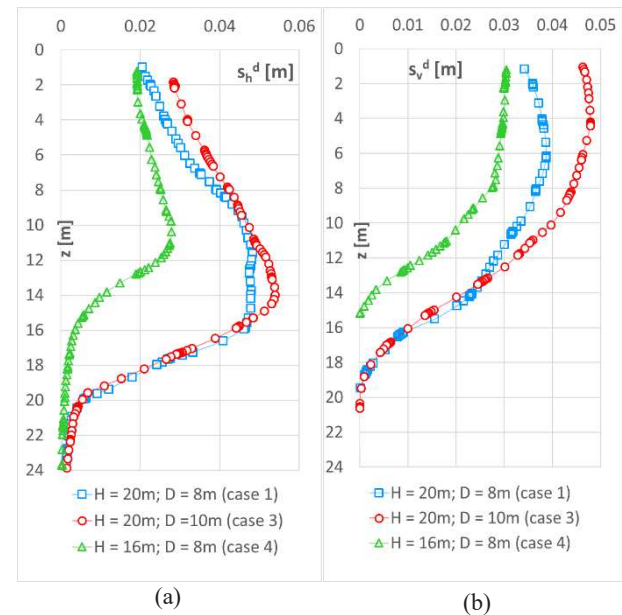 0 0.02 0.04 0.06
s_h^d [m]
0
2
4
6
8
10
12
14
16
18
20
22
24
z [m]
H = 20m; D = 8m (case 1)
H = 20m; D =10m (case 3)
H = 16m; D = 8m (case 4)
(a)
0 0.01 0.02 0.03 0.04 0.05
s_v^d [m]
0
2
4
6
8
10
12
14
16
18
20
22
24
z [m]
H = 20m; D = 8m (case 1)
H = 20m; D = 10m (case 3)
H = 16m; D = 8m (case 4)
(b)